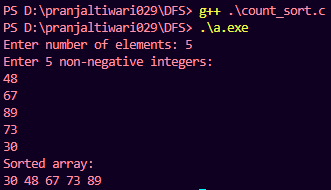 PS D:\pranjaltiwari029\DFS> g++ .\count_sort.c
PS D:\pranjaltiwari029\DFS> .\a.exe
Enter number of elements: 5
Enter 5 non-negative integers:
48
67
89
73
30
Sorted array:
30 48 67 73 89